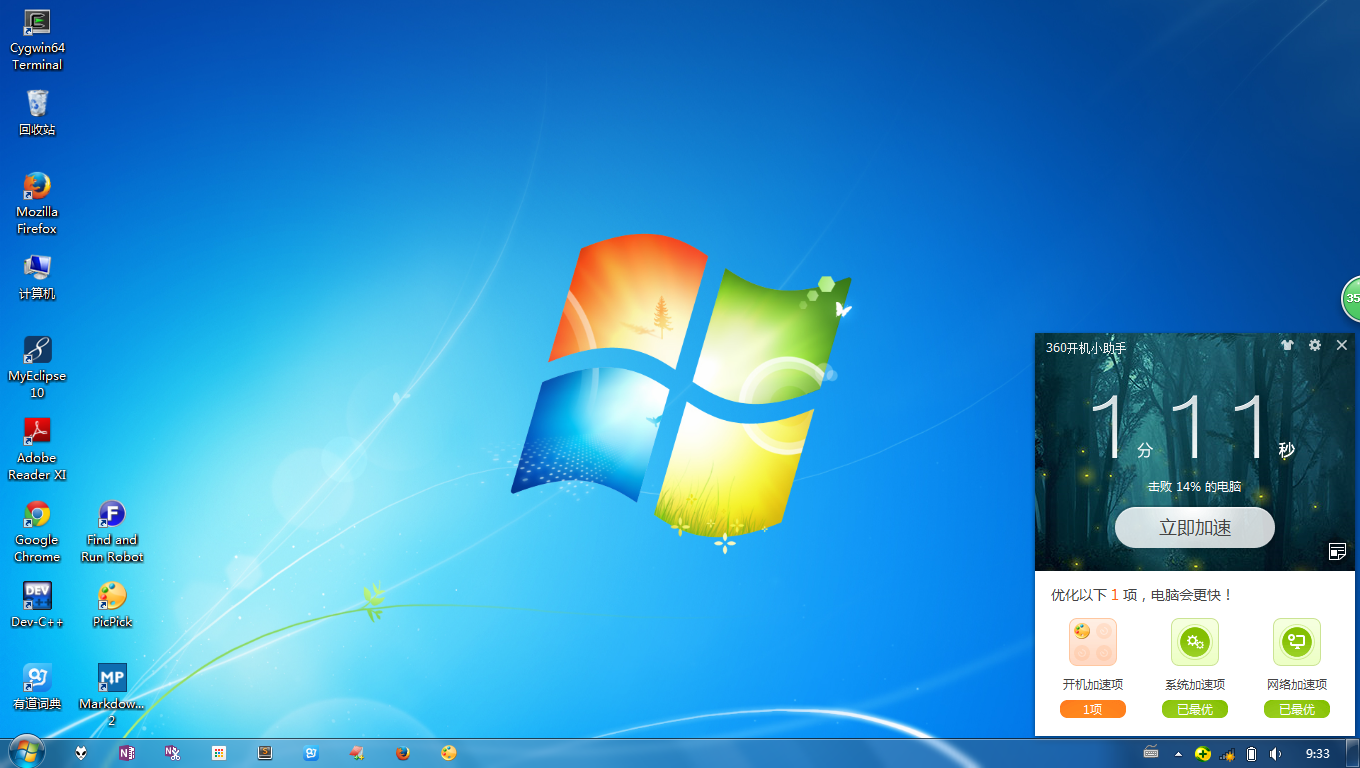 Cygwin64
Terminal
回收站
Mozilla
Firefox
计算机
MyEclipse
10
Adobe
Reader XI
Google
Chrome
Find and
Run Robot
Dev-C++
PicPick
有道词典
Markdow...
2
35
360开机小助手
1分11秒
击败 14% 的电脑
立即加速
优化以下 1 项，电脑会更快！
开机加速项
系统加速项
网络加速项
1项
已最优
已最优
9:33